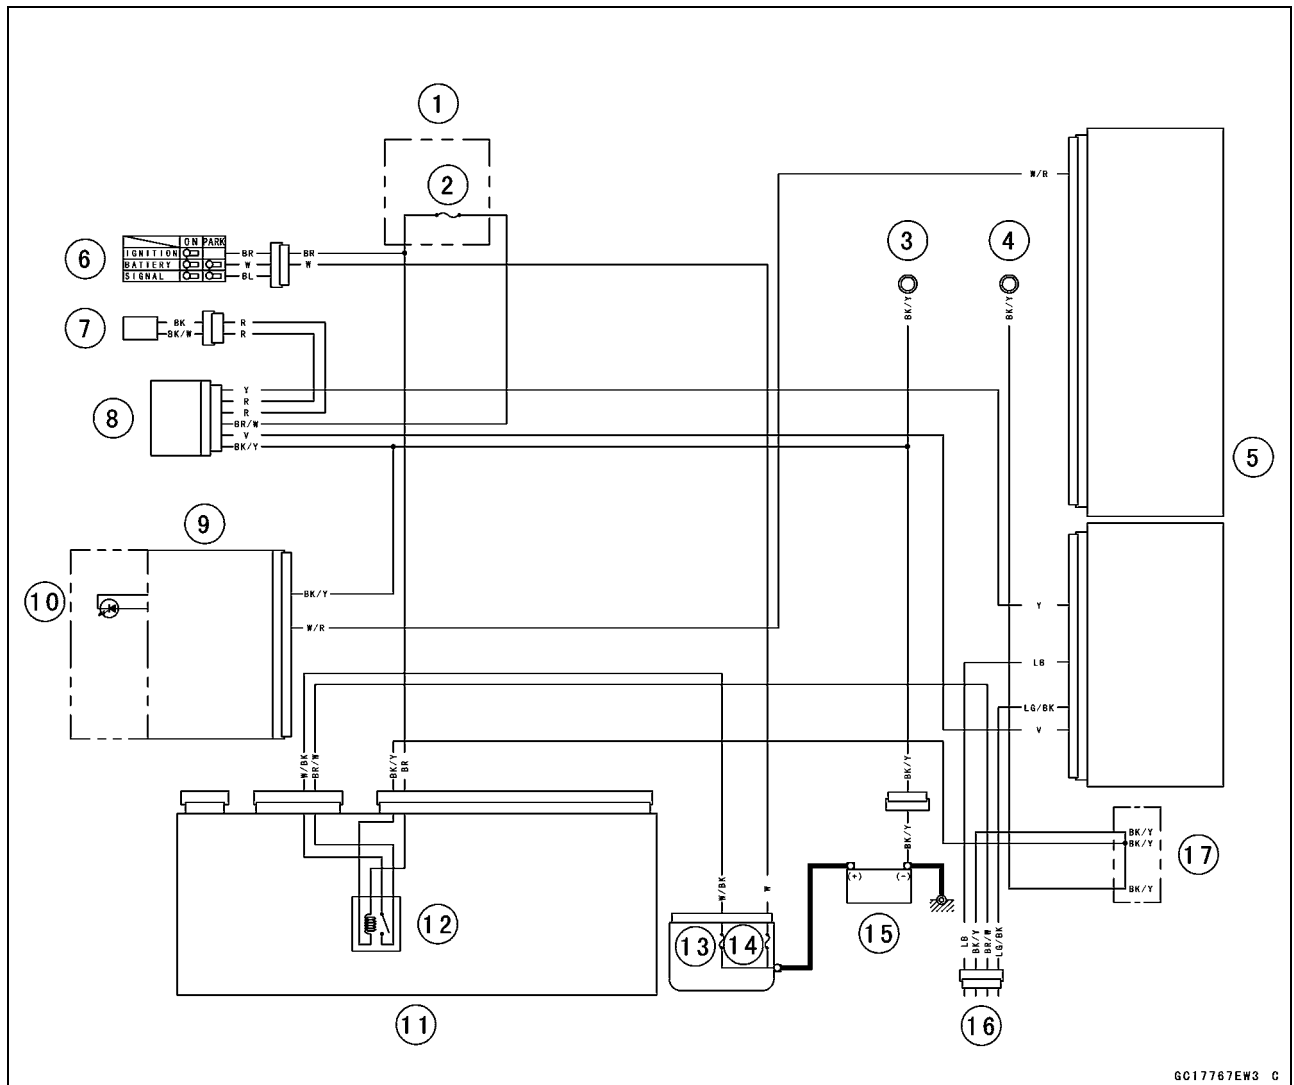 1
2
3
4
5
6
7
8
9
10
11
12
13
14
15
16
17
ON PARK
IGNITION
BATTERY
SIGNAL
BR
W
BL
BR
W
BK
BK/W
R
R
Y
R
R
BR/W
V
BK/Y
BK/Y
W/R
W/R
BK/Y
BK/Y
Y
LB
LG/BK
V
W/BK
BR/W
BK/Y
BR
BK/Y
BK/Y
W/BK
W
(+) (-)
BK/Y
BK/Y
BK/Y
LB
BK/Y
BR/W
LG/BK
GC17767EW3 C